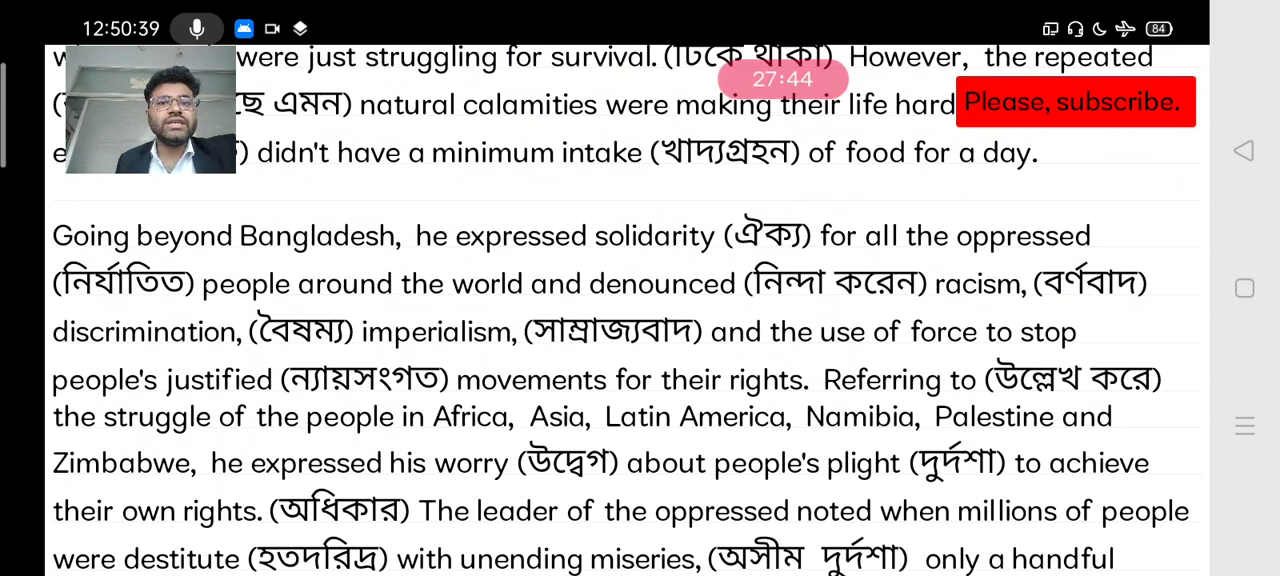 12:50:39
84
were just struggling for survival. (টিকে থাকা) However, the repeated
27:44
ছে এমন) natural calamities were making their life hard
Please, subscribe.
didn't have a minimum intake (খাদ্যগ্রহন) of food for a day.
Going beyond Bangladesh, he expressed solidarity (ঐক্য) for all the oppressed
(নির্যাতিত) people around the world and denounced (নিন্দা করেন) racism, (বর্ণবাদ)
discrimination, (বৈষম্য) imperialism, (সাম্রাজ্যবাদ) and the use of force to stop
people's justified (ন্যায়সংগত) movements for their rights. Referring to (উল্লেখ করে)
the struggle of the people in Africa, Asia, Latin America, Namibia, Palestine and
Zimbabwe, he expressed his worry (উদ্বেগ) about people's plight (দুর্দশা) to achieve
their own rights. (অধিকার) The leader of the oppressed noted when millions of people
were destitute (হতদরিদ্র) with unending miseries, (অসীম দুর্দশা) only a handful